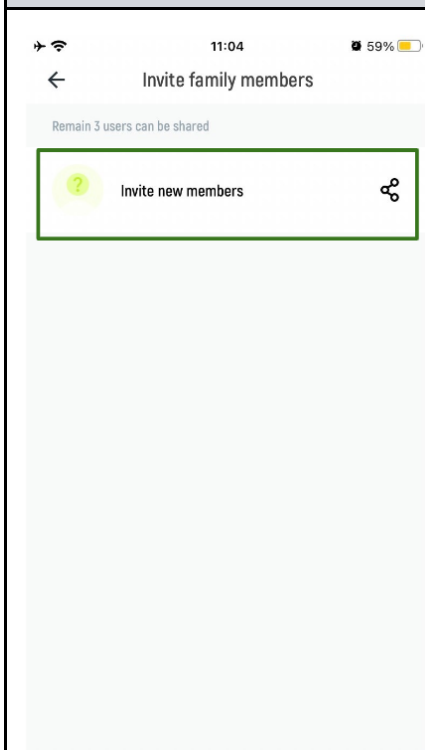 11:04
59%
Invite family members
Remain 3 users can be shared
?
Invite new members